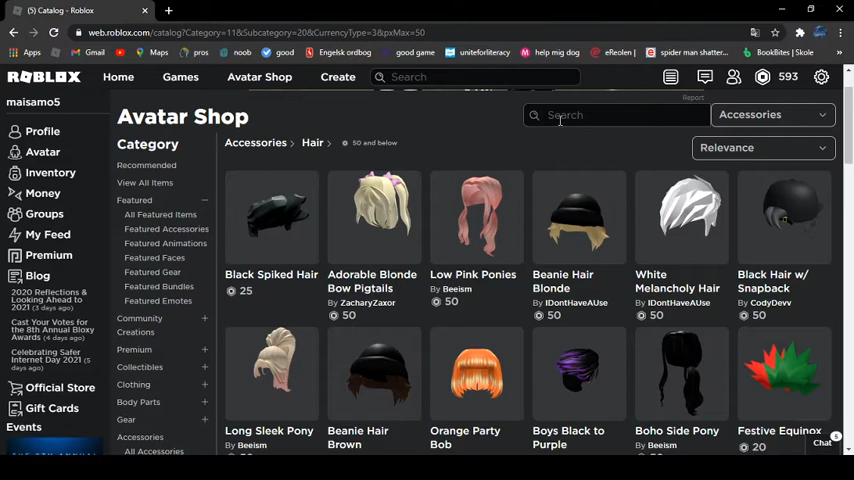 (5) Catalog - Roblox
web.roblox.com/catalog?Category=11&Subcategory=20&CurrencyType=3&pxMax=50
Apps
Gmail
Maps
pros
noob
good
Engelsk ordbog
good game
uniteforliteracy
help mig dog
eReolen
spider man shatter...
BookBites | Skole
ROBLOX
Home
Games
Avatar Shop
Create
Search
593
maisamo5
Profile
Avatar
Inventory
Money
Groups
My Feed
Premium
Blog
2020 Reflections &
Looking Ahead to
2021 (3 days ago)
Cast Your Votes for
the 8th Annual Bloxy
Awards (4 days ago)
Celebrating Safer
Internet Day 2021 (5
days ago)
Official Store
Gift Cards
Events
Avatar Shop
Report
Search
Accessories
Category
Recommended
View All Items
Featured
All Featured Items
Featured Accessories
Featured Animations
Featured Faces
Featured Gear
Featured Bundles
Featured Emotes
Community
Creations
Premium
Collectibles
Clothing
Body Parts
Gear
Accessories
All Accessories
Accessories
Hair
50 and below
Relevance
Black Spiked Hair
25
Adorable Blonde
Bow Pigtails
By ZacharyZaxor
50
Low Pink Ponies
By Beeism
50
Beanie Hair
Blonde
By IDontHaveAUse
50
White
Melancholy Hair
By IDontHaveAUse
50
Black Hair w/
Snapback
By CodyDevv
50
Long Sleek Pony
By Beeism
Beanie Hair
Brown
Orange Party
Bob
Boys Black to
Purple
Boho Side Pony
By Beeism
Festive Equinox
20
Chat
5